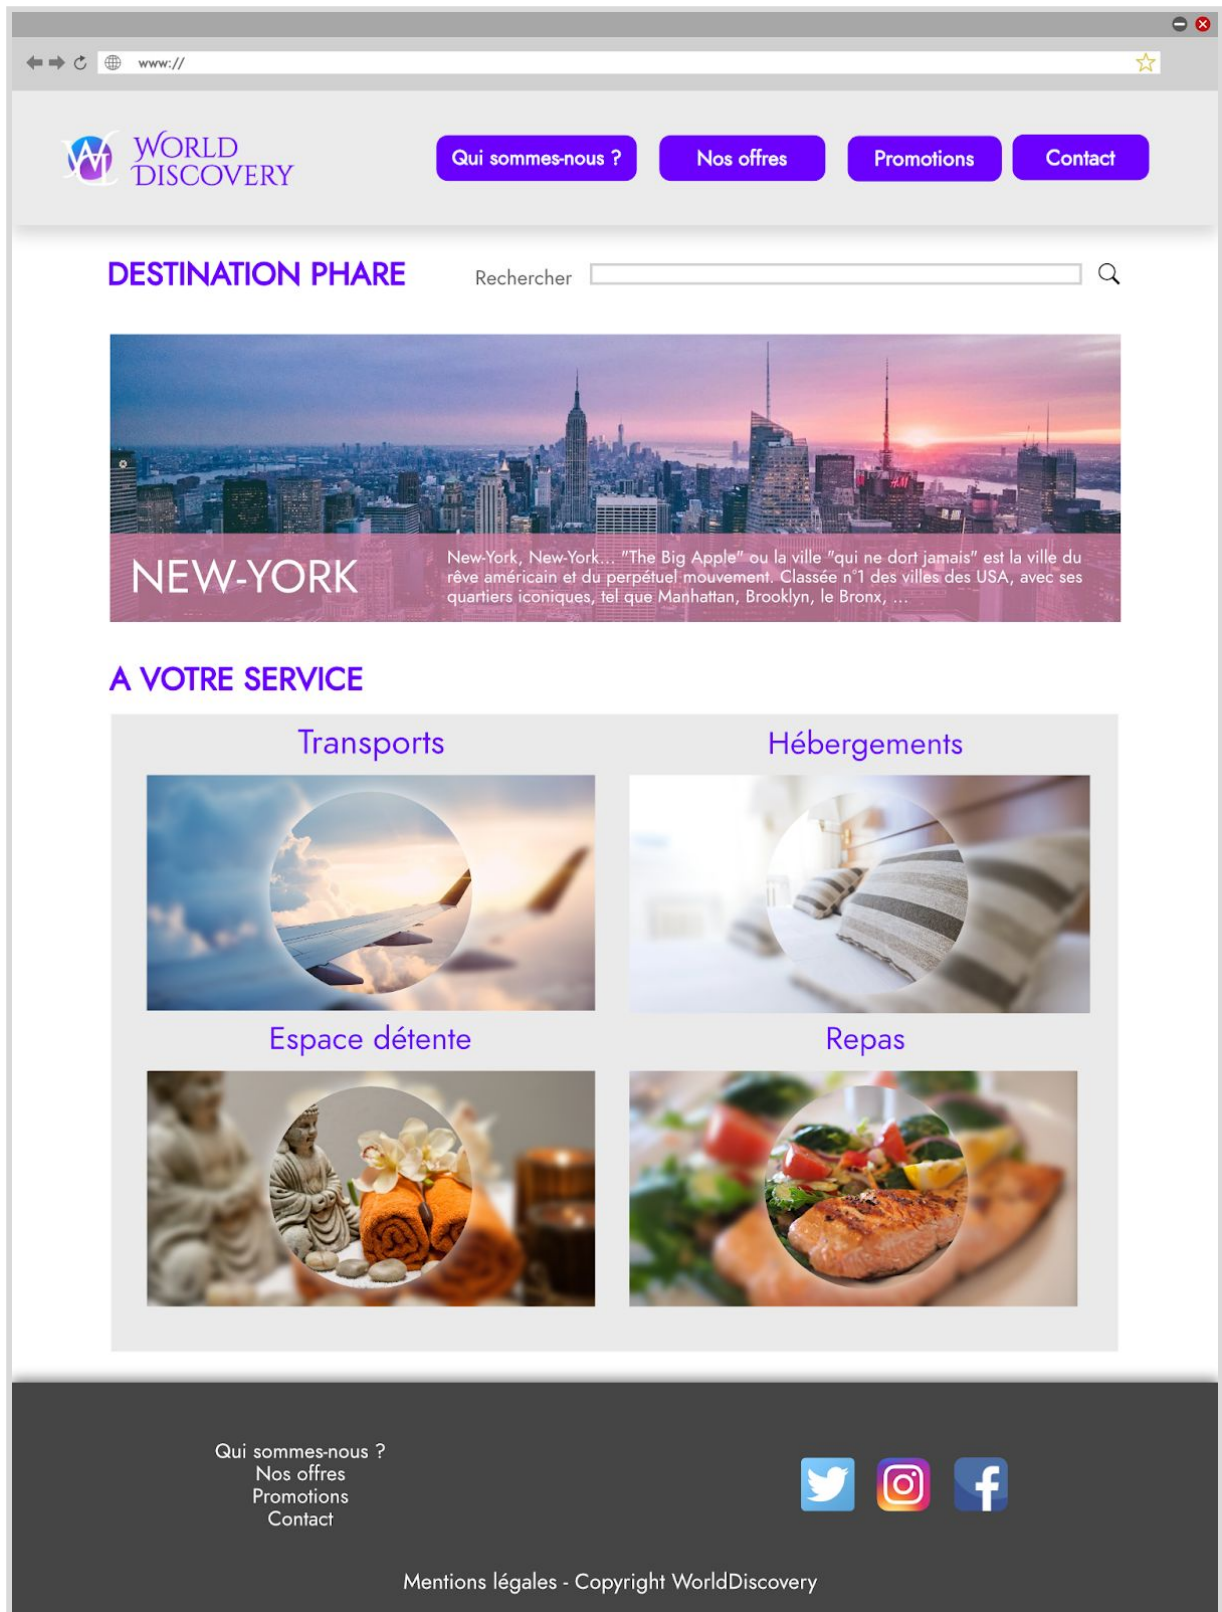 www://
WORLD
DISCOVERY
Qui sommes-nous ?
Nos offres
Promotions
Contact
DESTINATION PHARE
Rechercher
NEW-YORK
New-York, New-York... "The Big Apple" ou la ville "qui ne dort jamais" est la ville du
rêve américain et du perpétuel mouvement. Classée n°1 des villes des USA, avec ses
quartiers iconiques, tel que Manhattan, Brooklyn, le Bronx, ...
A VOTRE SERVICE
Transports
Hébergements
Espace détente
Repas
Qui sommes-nous ?
Nos offres
Promotions
Contact
Mentions légales - Copyright WorldDiscovery